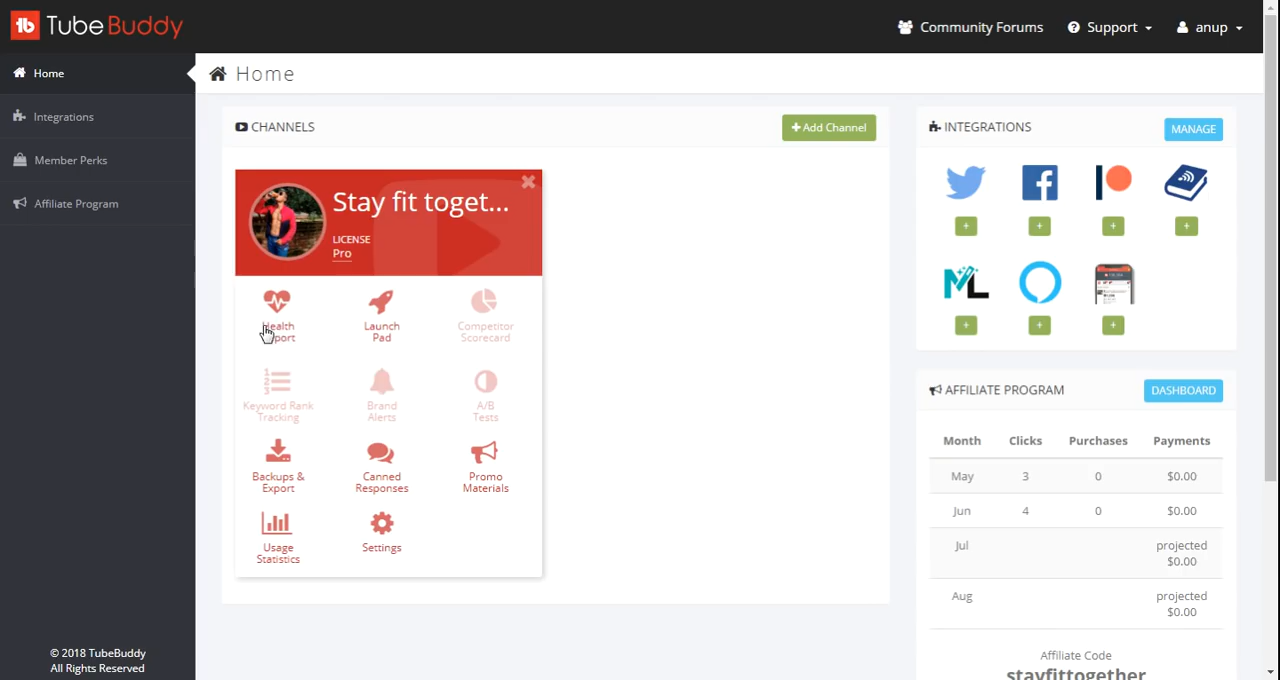 TubeBuddy
Community Forums
Support
anup
Home
Integrations
Member Perks
Affiliate Program
© 2018 TubeBuddy
All Rights Reserved
Home
CHANNELS
Add Channel
Stay fit toget...
LICENSE
Pro
Health
Launch
Pad
Competitor
Scorecard
Keyword Rank
Tracking
Brand
Alerts
A/B
Tests
Backups &
Export
Canned
Responses
Promo
Materials
Usage
Statistics
Settings
INTEGRATIONS
MANAGE
AFFILIATE PROGRAM
DASHBOARD
Month Clicks Purchases Payments
May 3 0 $0.00
Jun 4 0 $0.00
Jul projected
$0.00
Aug projected
$0.00
Affiliate Code
stayfittogether